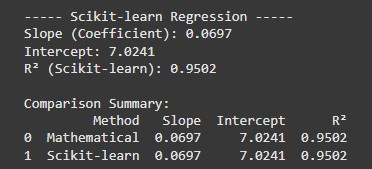 ----- Scikit-learn Regression -----
Slope (Coefficient): 0.0697
Intercept: 7.0241
R² (Scikit-learn): 0.9502
Comparison Summary:
Method Slope Intercept R²
0 Mathematical 0.0697 7.0241 0.9502
1 Scikit-learn 0.0697 7.0241 0.9502